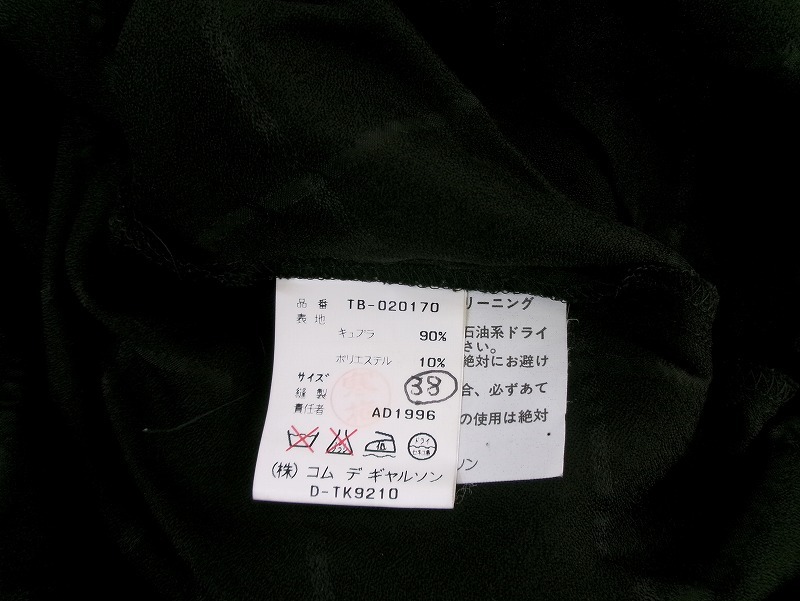 品番 TB-020170
表地
キュプラ 90%
ポリエステル 10%
サイズ 38
縫製
責任者 AD1996
ドライ
(株) コム デ ギャルソン
D-TK9210
リーニング
石油系ドライ
さい。
絶対にお避け
合、必ずあて
の使用は絶対
ソン